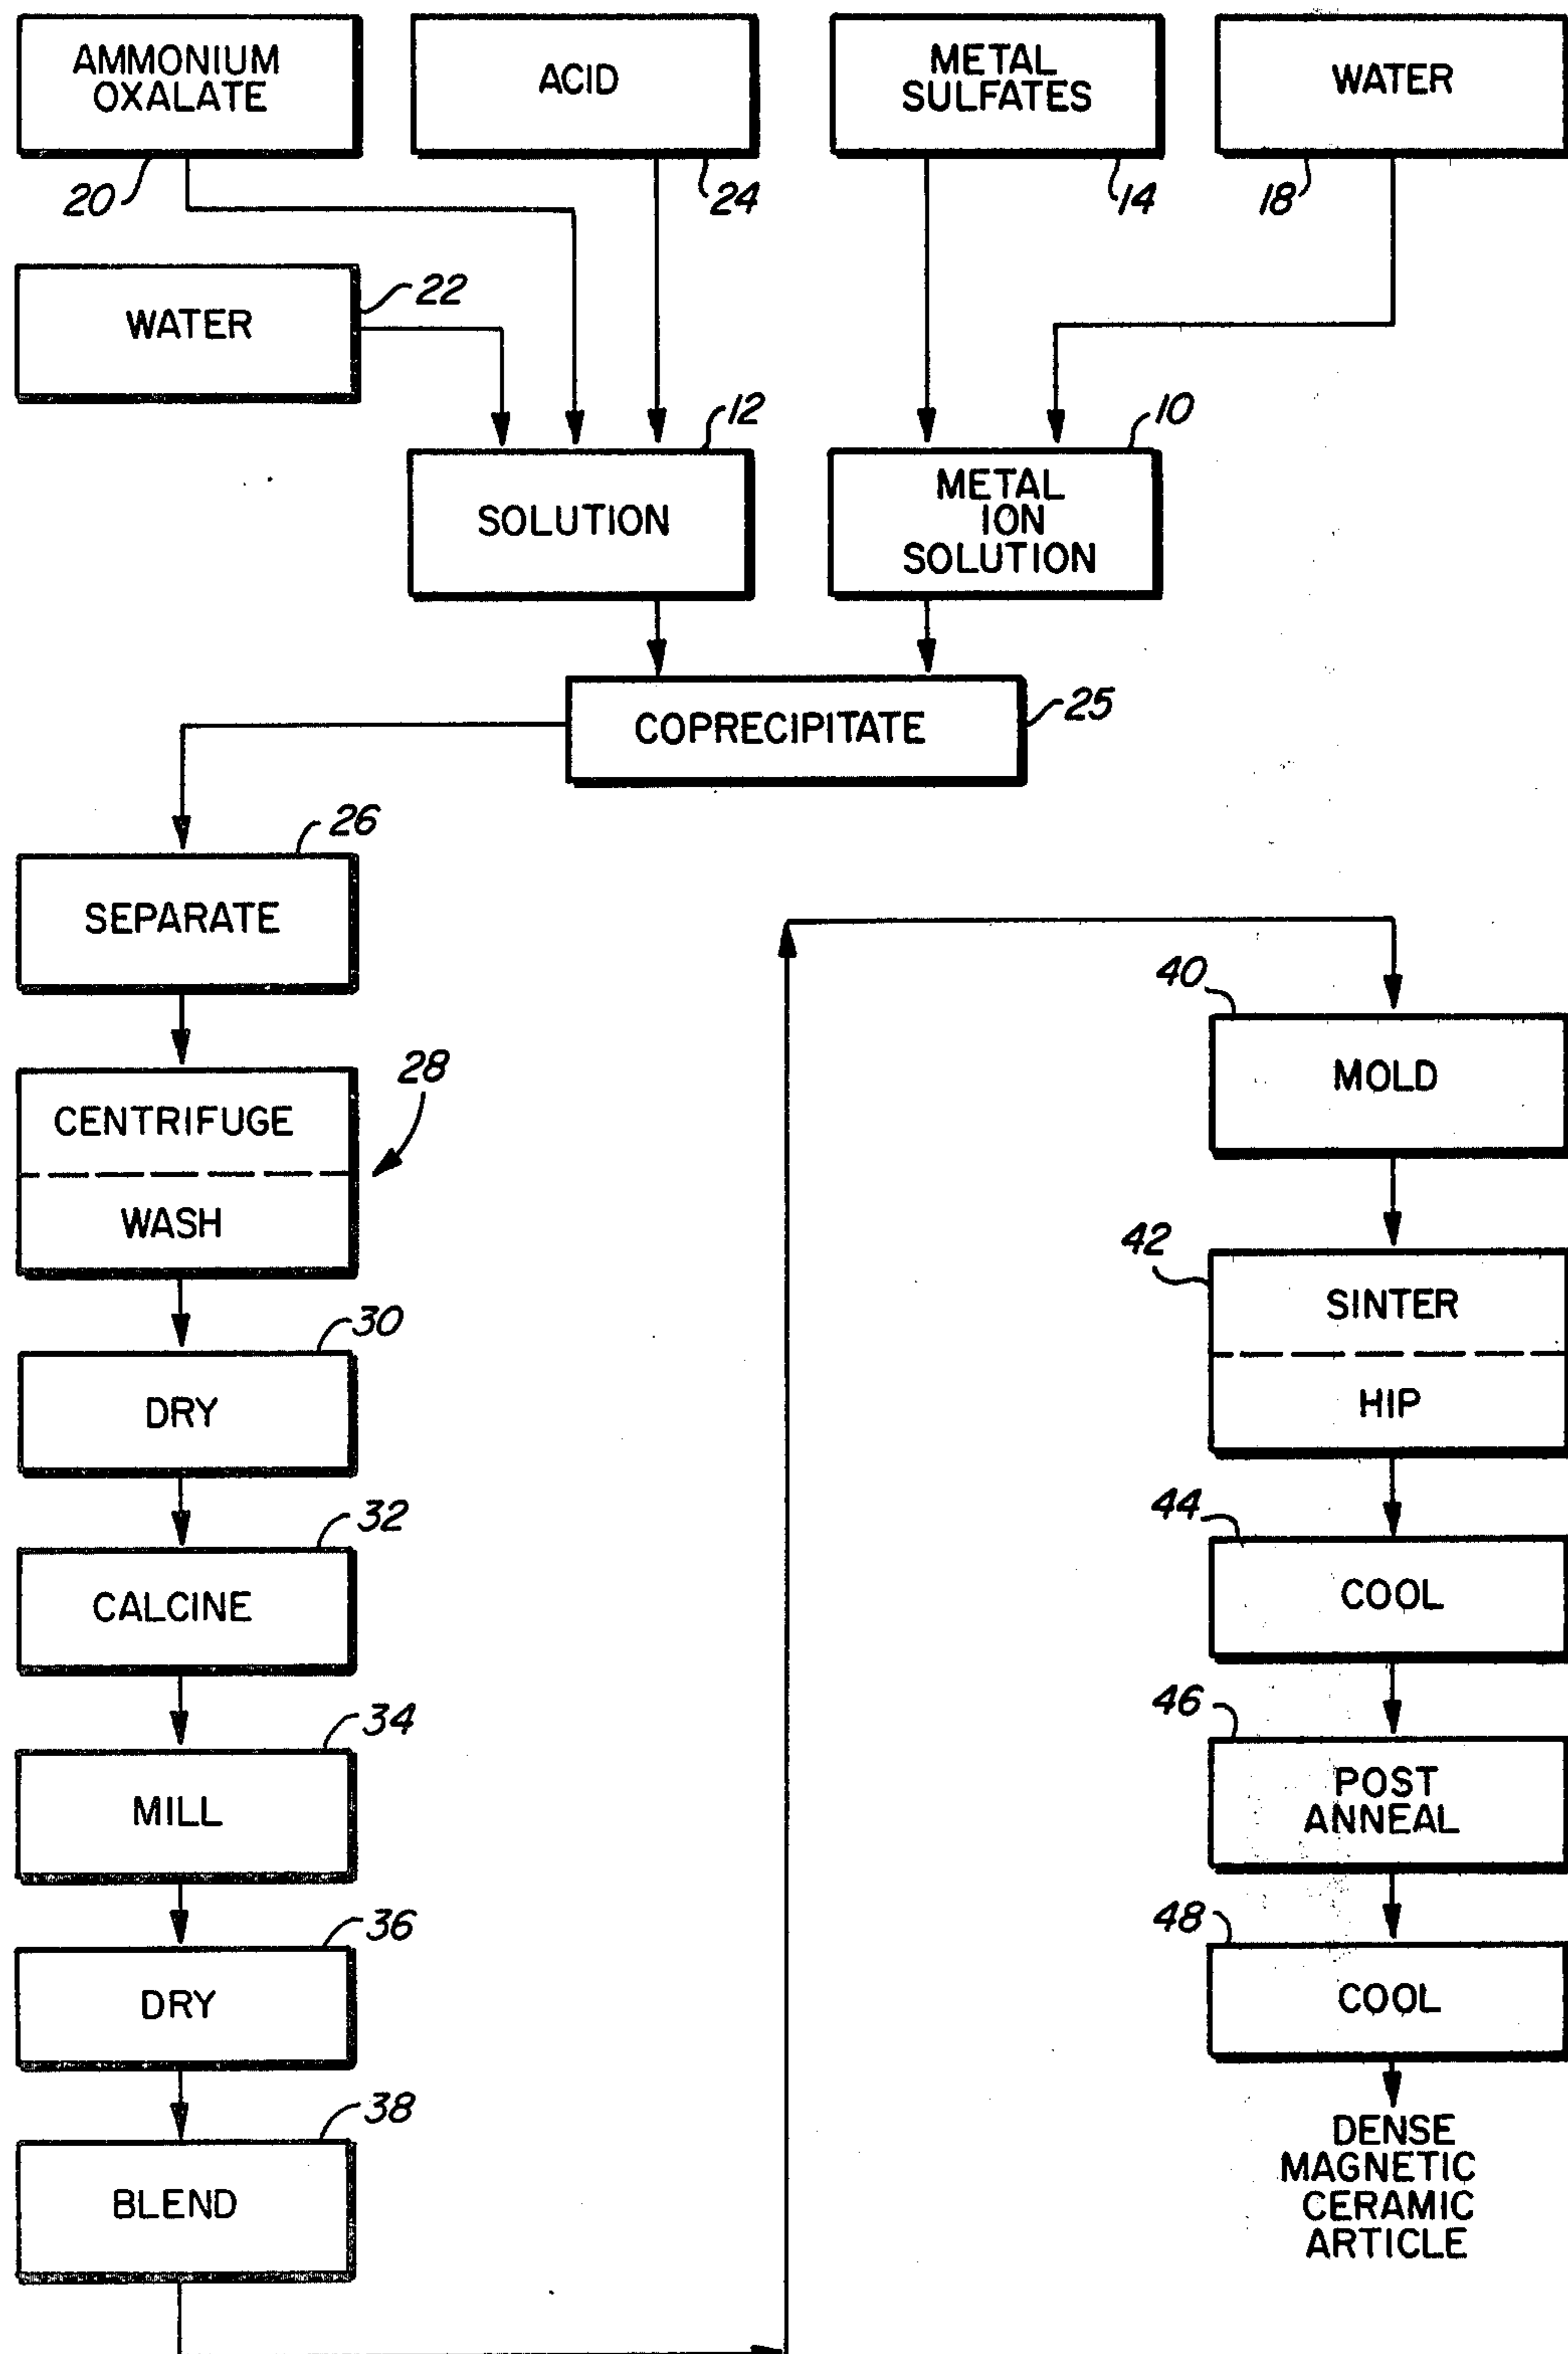 AMMONIUM
OXALATE
ACID
METAL
SULFATES
WATER
20
24
14
18
WATER
22
12
10
SOLUTION
METAL
ION
SOLUTION
COPRECIPITATE
25
26
SEPARATE
28
CENTRIFUGE
WASH
30
DRY
32
CALCINE
34
MILL
36
DRY
38
BLEND
40
MOLD
42
SINTER
HIP
44
COOL
46
POST
ANNEAL
48
COOL
DENSE
MAGNETIC
CERAMIC
ARTICLE